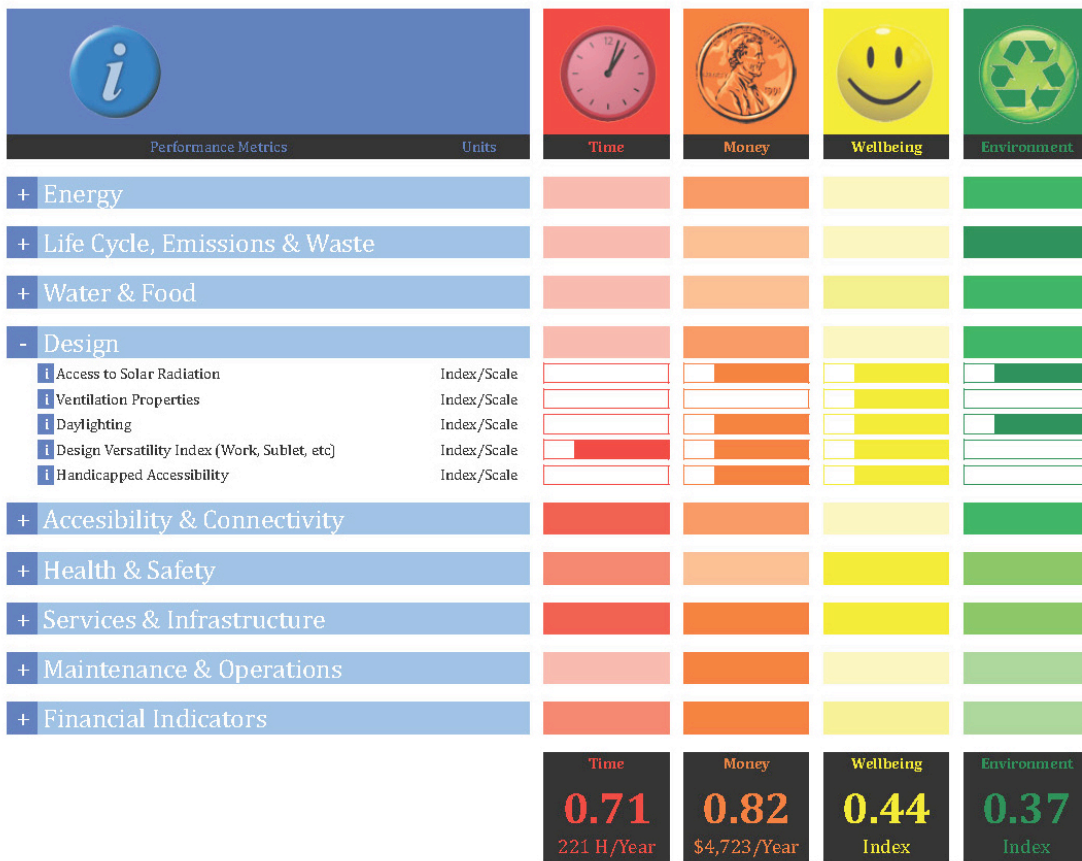 i
12
1991
Performance Metrics Units Time Money Wellbeing Environment
+ Energy
+ Life Cycle, Emissions & Waste
+ Water & Food
- Design
i Access to Solar Radiation Index/Scale
i Ventilation Properties Index/Scale
i Daylighting Index/Scale
i Design Versatility Index (Work, Sublet, etc) Index/Scale
i Handicapped Accessibility Index/Scale
+ Accesibility & Connectivity
+ Health & Safety
+ Services & Infrastructure
+ Maintenance & Operations
+ Financial Indicators
Time Money Wellbeing Environment
0.71 0.82 0.44 0.37
221 H/Year $4,723/Year Index Index